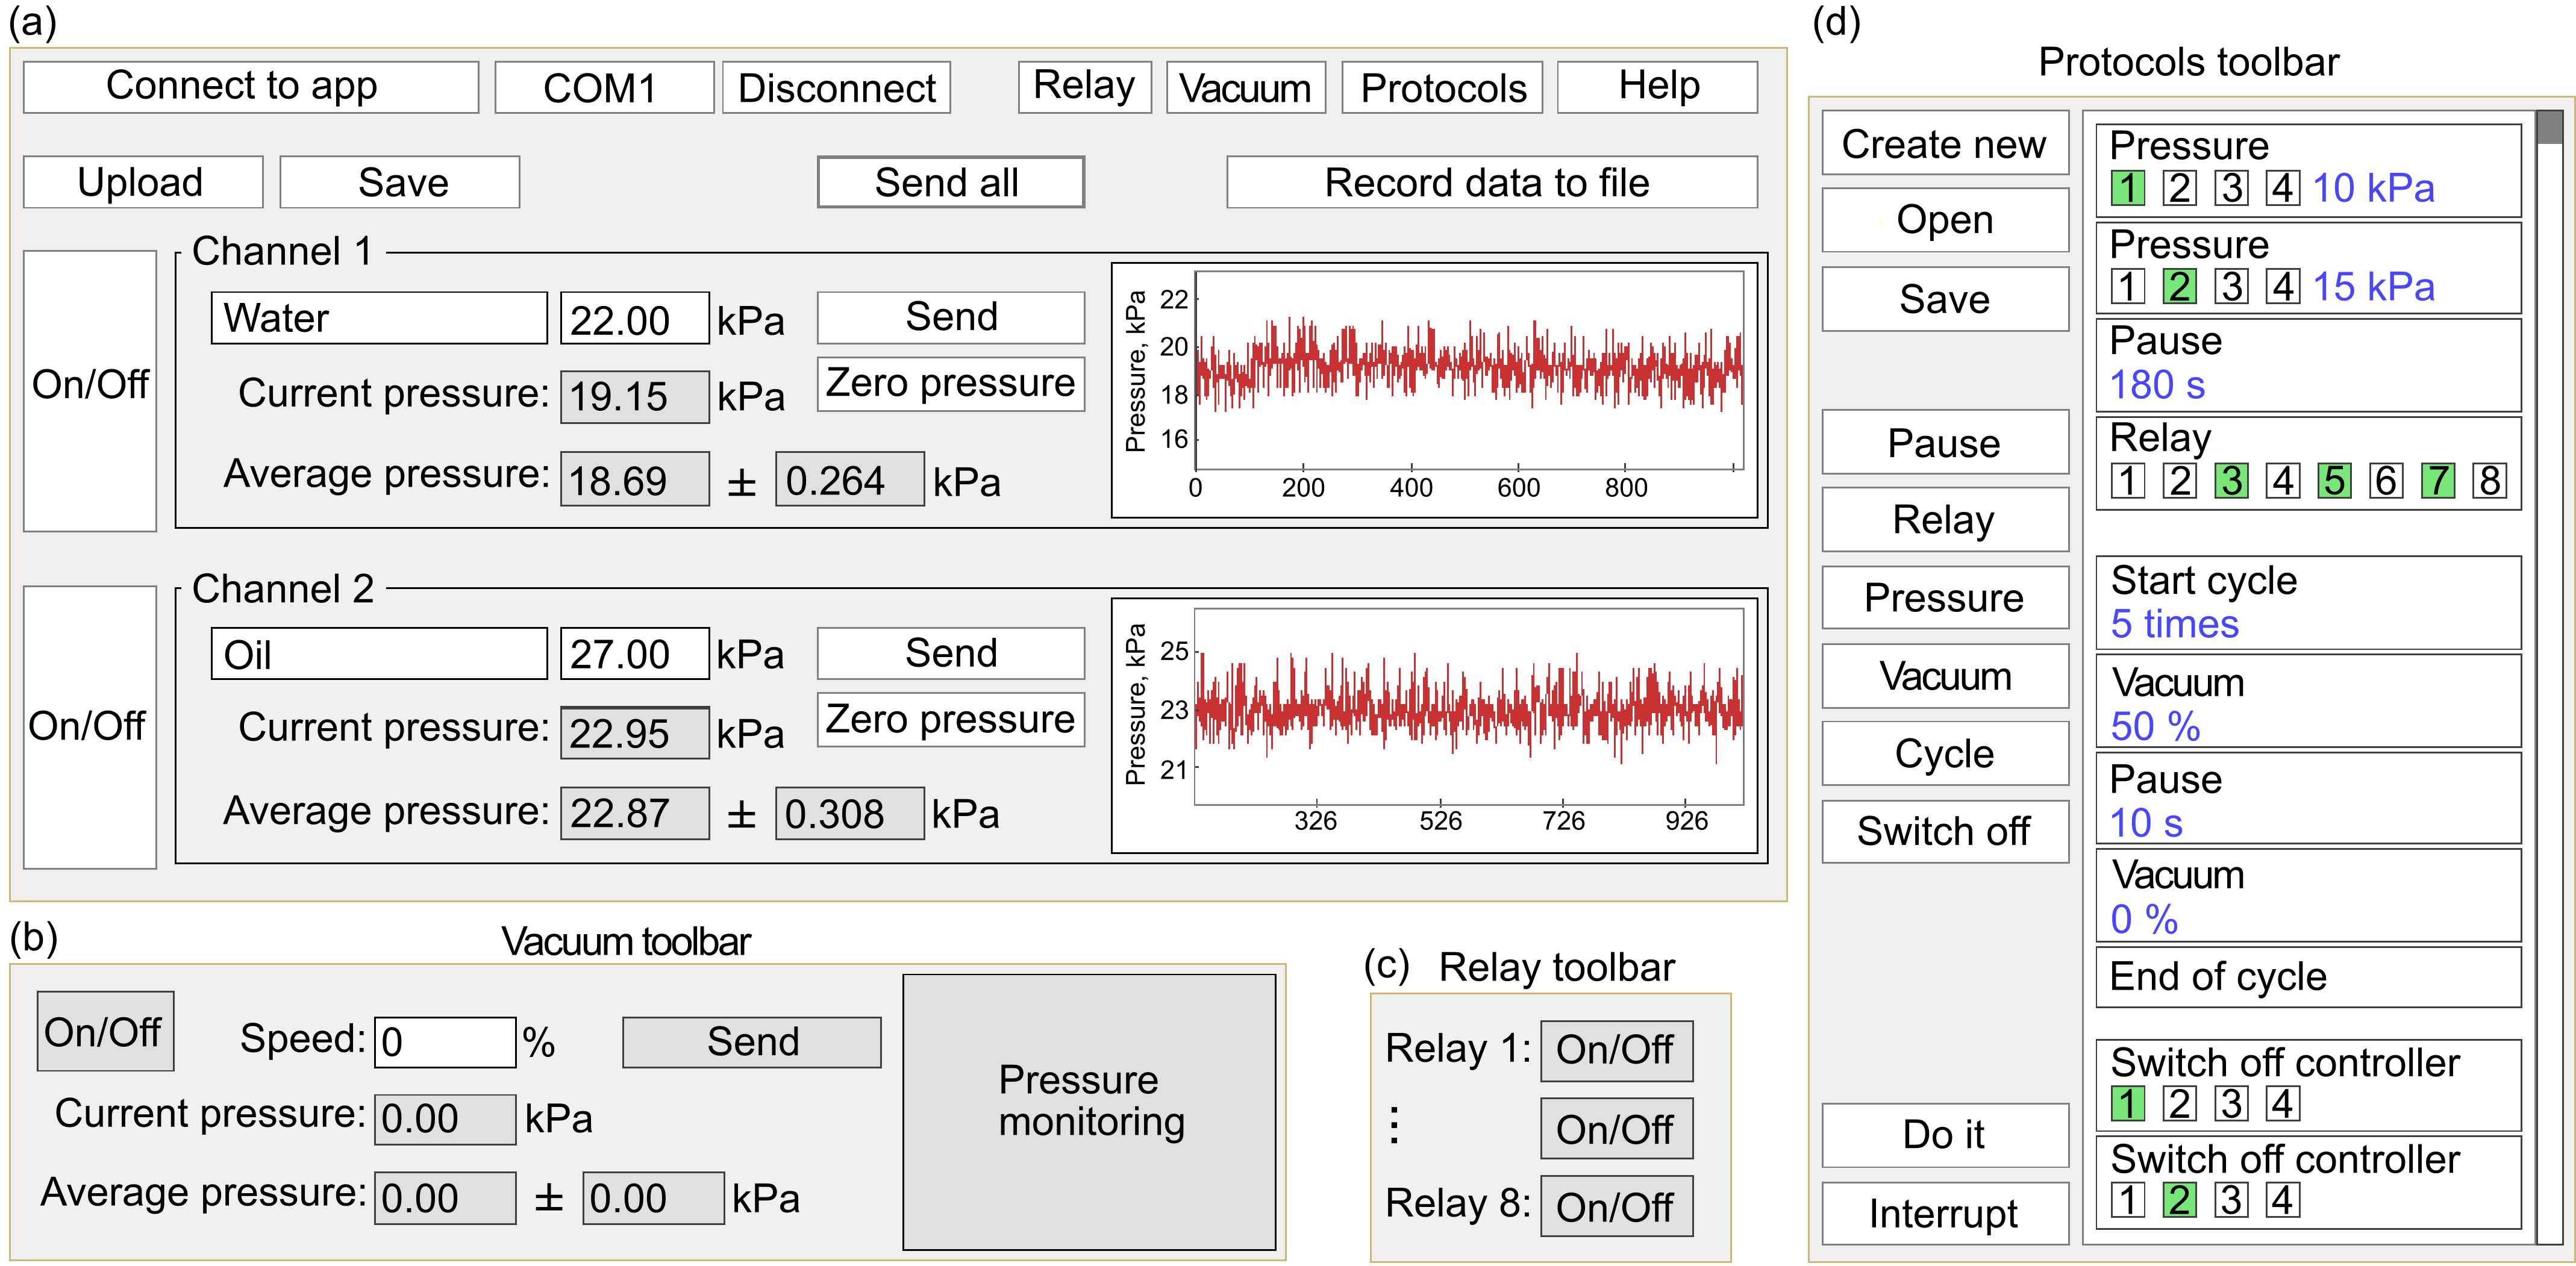 (a)
Connect to app COM1 Disconnect Relay Vacuum Protocols Help
Upload Save Send all Record data to file
On/Off
Channel 1
Water 22.00 kPa Send
Current pressure: 19.15 kPa Zero pressure
Average pressure: 18.69 ± 0.264 kPa
Pressure, kPa
22
20
18
16
0 200 400 600 800
On/Off
Channel 2
Oil 27.00 kPa Send
Current pressure: 22.95 kPa Zero pressure
Average pressure: 22.87 ± 0.308 kPa
Pressure, kPa
25
23
21
326 526 726 926
(b)
Vacuum toolbar
On/Off Speed: 0 % Send
Current pressure: 0.00 kPa
Average pressure: 0.00 ± 0.00 kPa
Pressure
monitoring
(c) Relay toolbar
Relay 1: On/Off
⋮ On/Off
Relay 8: On/Off
(d)
Protocols toolbar
Create new
Open
Save
Pause
Relay
Pressure
Vacuum
Cycle
Switch off
Do it
Interrupt
Pressure
1 2 3 4 10 kPa
Pressure
1 2 3 4 15 kPa
Pause
180 s
Relay
1 2 3 4 5 6 7 8
Start cycle
5 times
Vacuum
50 %
Pause
10 s
Vacuum
0 %
End of cycle
Switch off controller
1 2 3 4
Switch off controller
1 2 3 4